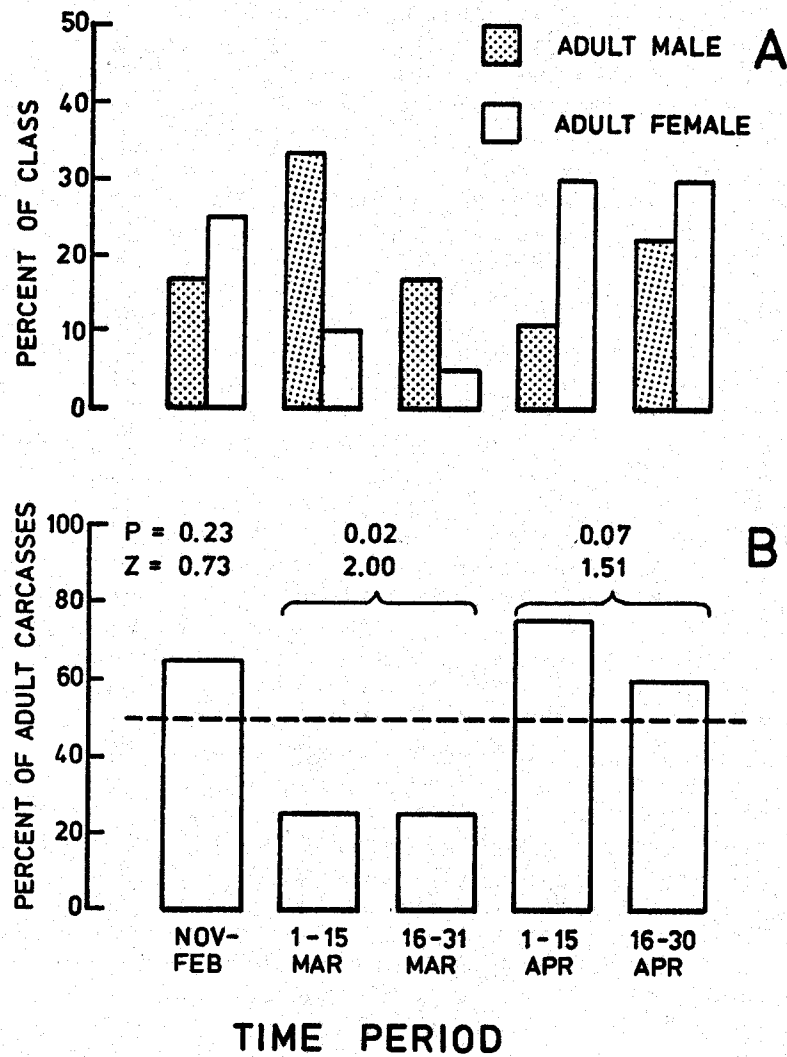 50
40
30
20
10
0
PERCENT OF CLASS
ADULT MALE
ADULT FEMALE
A
100
80
60
40
20
0
PERCENT OF ADULT CARCASSES
P = 0.23 0.02 0.07
Z = 0.73 2.00 1.51
B
NOV- 1-15 16-31 1-15 16-30
FEB MAR MAR APR APR
TIME PERIOD